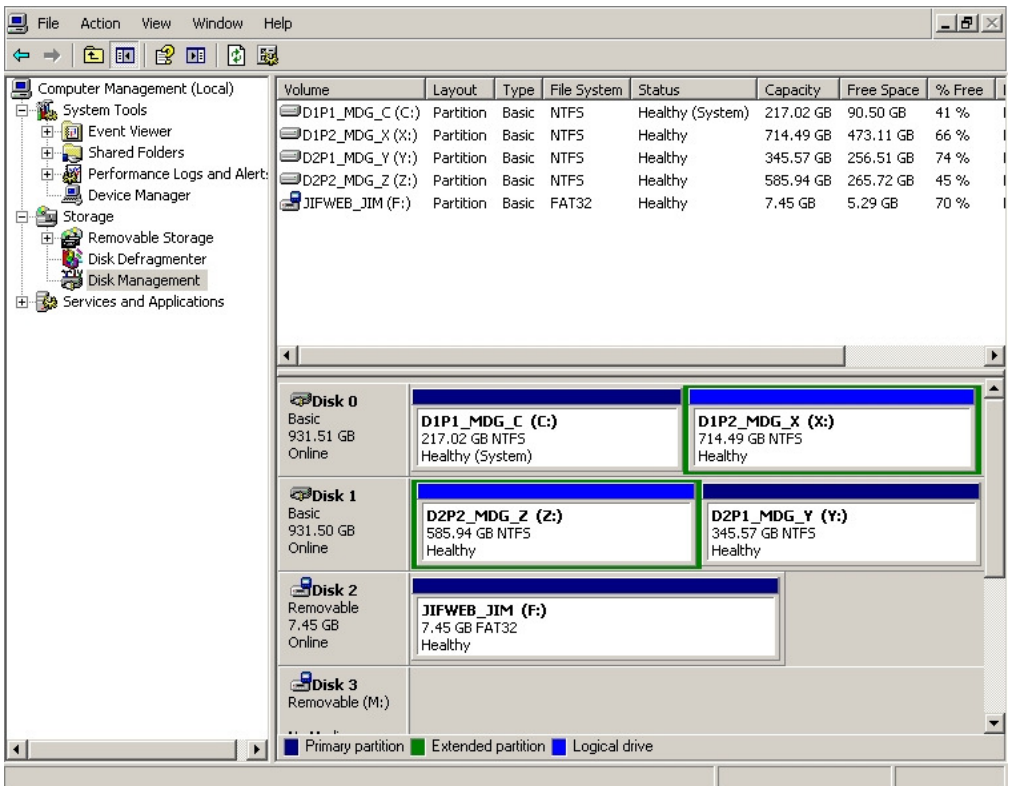 File Action View Window Help
Computer Management (Local)
System Tools
Event Viewer
Shared Folders
Performance Logs and Alert:
Device Manager
Storage
Removable Storage
Disk Defragmenter
Disk Management
Services and Applications
Volume Layout Type File System Status Capacity Free Space % Free
D1P1_MDG_C (C:) Partition Basic NTFS Healthy (System) 217.02 GB 90.50 GB 41 %
D1P2_MDG_X (X:) Partition Basic NTFS Healthy 714.49 GB 473.11 GB 66 %
D2P1_MDG_Y (Y:) Partition Basic NTFS Healthy 345.57 GB 256.51 GB 74 %
D2P2_MDG_Z (Z:) Partition Basic NTFS Healthy 585.94 GB 265.72 GB 45 %
JIFWEB_JIM (F:) Partition Basic FAT32 Healthy 7.45 GB 5.29 GB 70 %
Disk 0
Basic
931.51 GB
Online
D1P1_MDG_C (C:)
217.02 GB NTFS
Healthy (System)
D1P2_MDG_X (X:)
714.49 GB NTFS
Healthy
Disk 1
Basic
931.50 GB
Online
D2P2_MDG_Z (Z:)
585.94 GB NTFS
Healthy
D2P1_MDG_Y (Y:)
345.57 GB NTFS
Healthy
Disk 2
Removable
7.45 GB
Online
JIFWEB_JIM (F:)
7.45 GB FAT32
Healthy
Disk 3
Removable (M:)
Primary partition Extended partition Logical drive